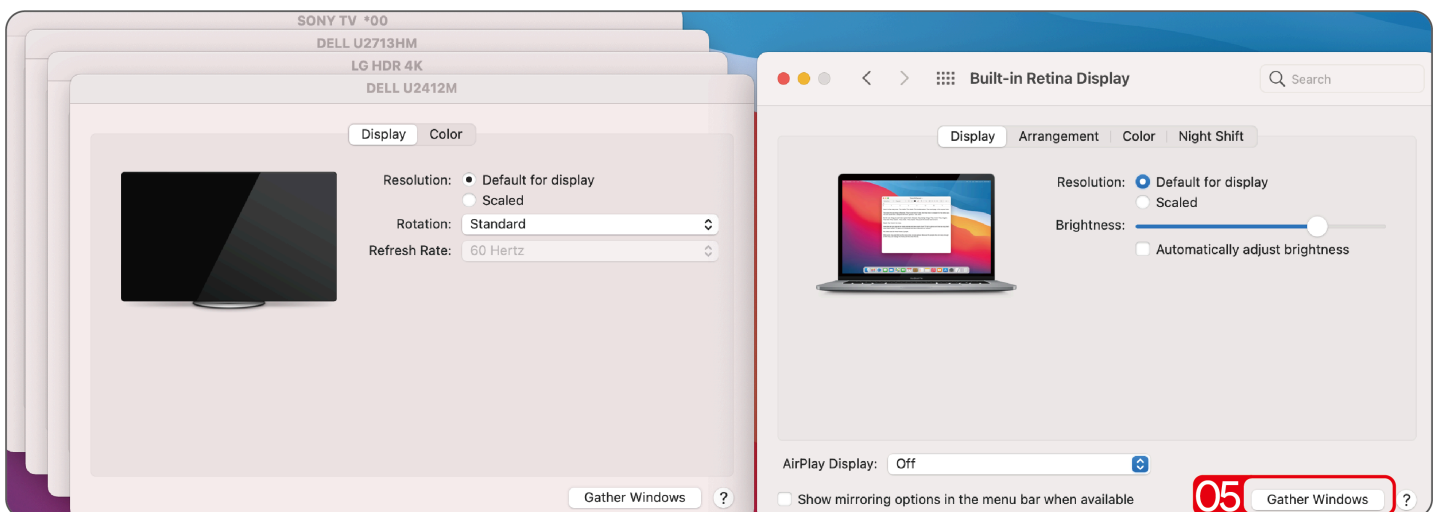 SONY TV *00
DELL U2713HM
LG HDR 4K
DELL U2412M
Display Color
Resolution: Default for display
Scaled
Rotation: Standard
Refresh Rate: 60 Hertz
Gather Windows ?
Built-in Retina Display Search
Display Arrangement Color Night Shift
Resolution: Default for display
Scaled
Brightness:
Automatically adjust brightness
AirPlay Display: Off
Show mirroring options in the menu bar when available
05 Gather Windows ?